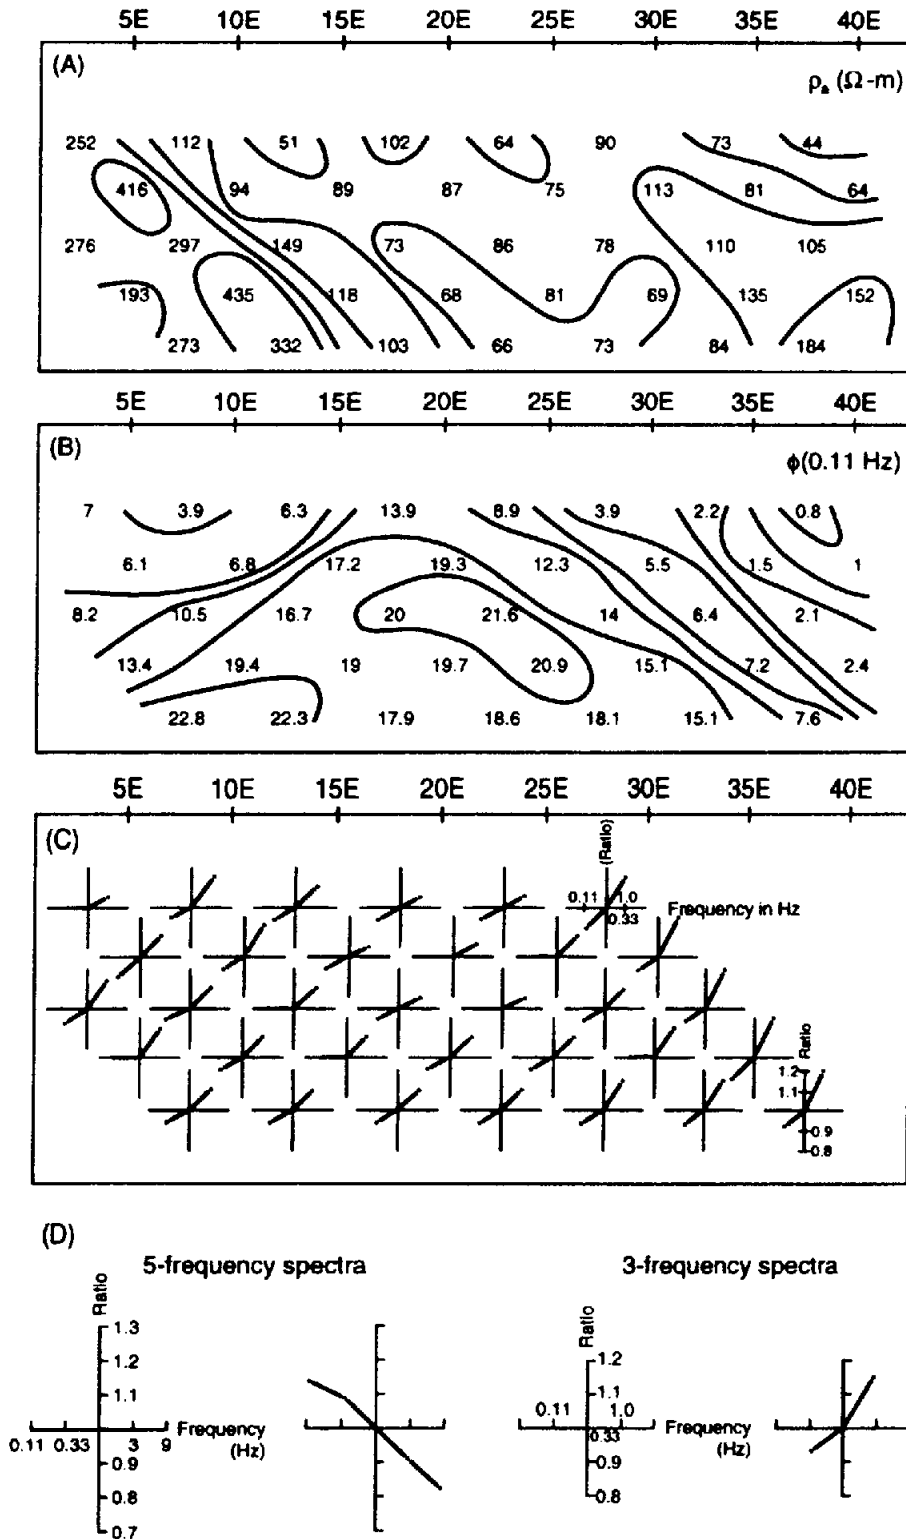 5E 10E 15E 20E 25E 30E 35E 40E
(A)
ρa (Ω-m)
252 112 51 102 64 90 73 44
416 94 89 87 75 113 81 64
276 297 149 73 86 78 110 105
193 435 118 68 81 69 135 152
273 332 103 66 73 84 184
5E 10E 15E 20E 25E 30E 35E 40E
(B)
ϕ(0.11 Hz)
7 3.9 6.3 13.9 8.9 3.9 2.2 0.8
6.1 6.8 17.2 19.3 12.3 5.5 1.5 1
8.2 10.5 16.7 20 21.6 14 6.4 2.1
13.4 19.4 19 19.7 20.9 15.1 7.2 2.4
22.8 22.3 17.9 18.6 18.1 15.1 7.6
5E 10E 15E 20E 25E 30E 35E 40E
(C)
(Ratio)
0.11 1.0
0.33
Frequency in Hz
Ratio
1.2
1.1
0.9
0.8
(D)
5-frequency spectra
3-frequency spectra
Ratio
1.3
1.2
1.1
0.11 0.33 3 9
Frequency
(Hz)
0.9
0.8
0.7
Ratio
1.2
1.1
0.11 1.0
0.33
Frequency
(Hz)
0.9
0.8